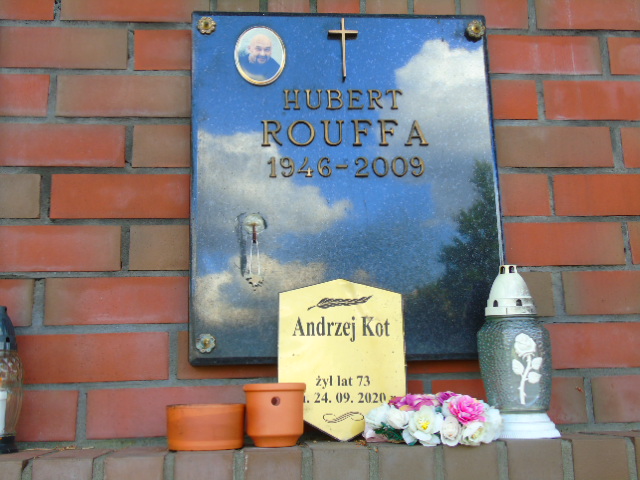 HUBERT
ROUFFA
1946-2009
Andrzej Kot
żył lat 73
. 24. 09. 2020